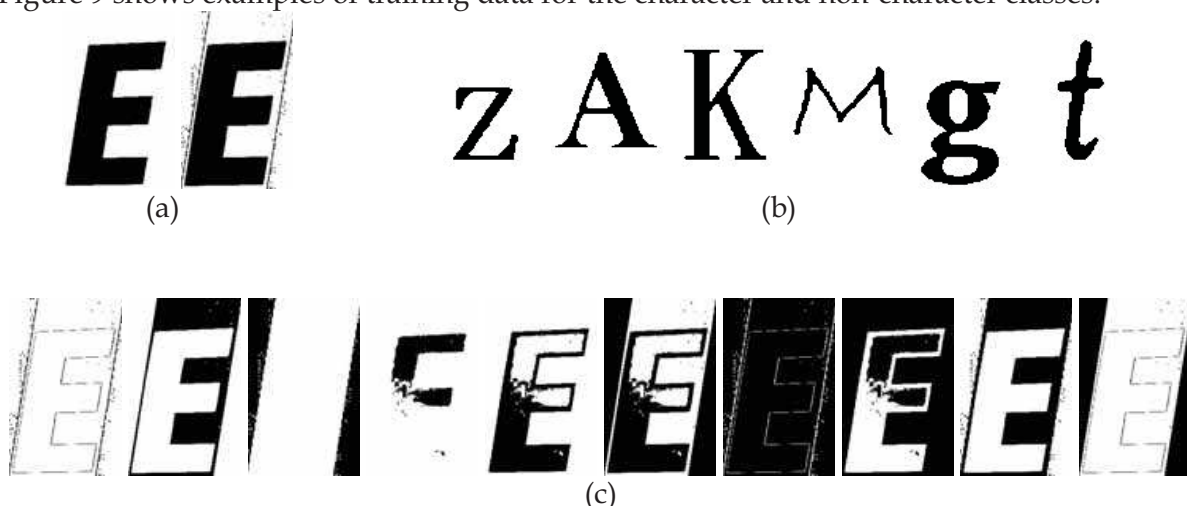 Figure 9 shows examples of training data for the character and non-character classes.
E E z A K M g t
(a) (b)
E E E E E E E E
(c)